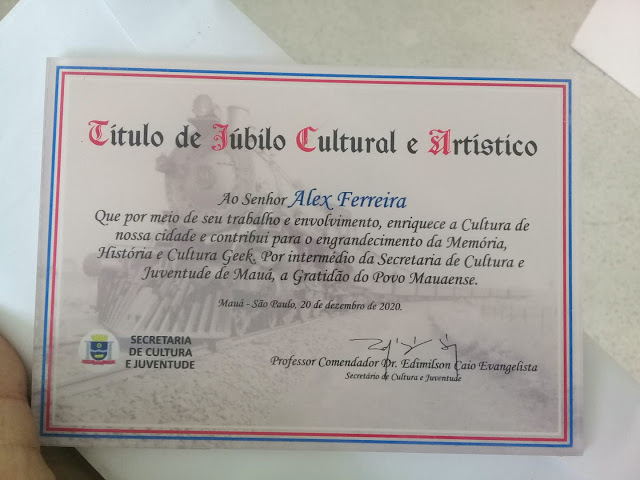 Título de Júbilo Cultural e Artístico
Ao Senhor Alex Ferreira
Que por meio de seu trabalho e envolvimento, enriquece a Cultura de
nossa cidade e contribui para o engrandecimento da Memória,
História e Cultura Geek. Por intermédio da Secretaria de Cultura e
Juventude de Mauá, a Gratidão do Povo Mauaense.
Mauá - São Paulo, 20 de dezembro de 2020.
SECRETARIA
DE CULTURA
E JUVENTUDE
Professor Comendador Dr. Edimilson Caio Evangelista
Secretário de Cultura e Juventude